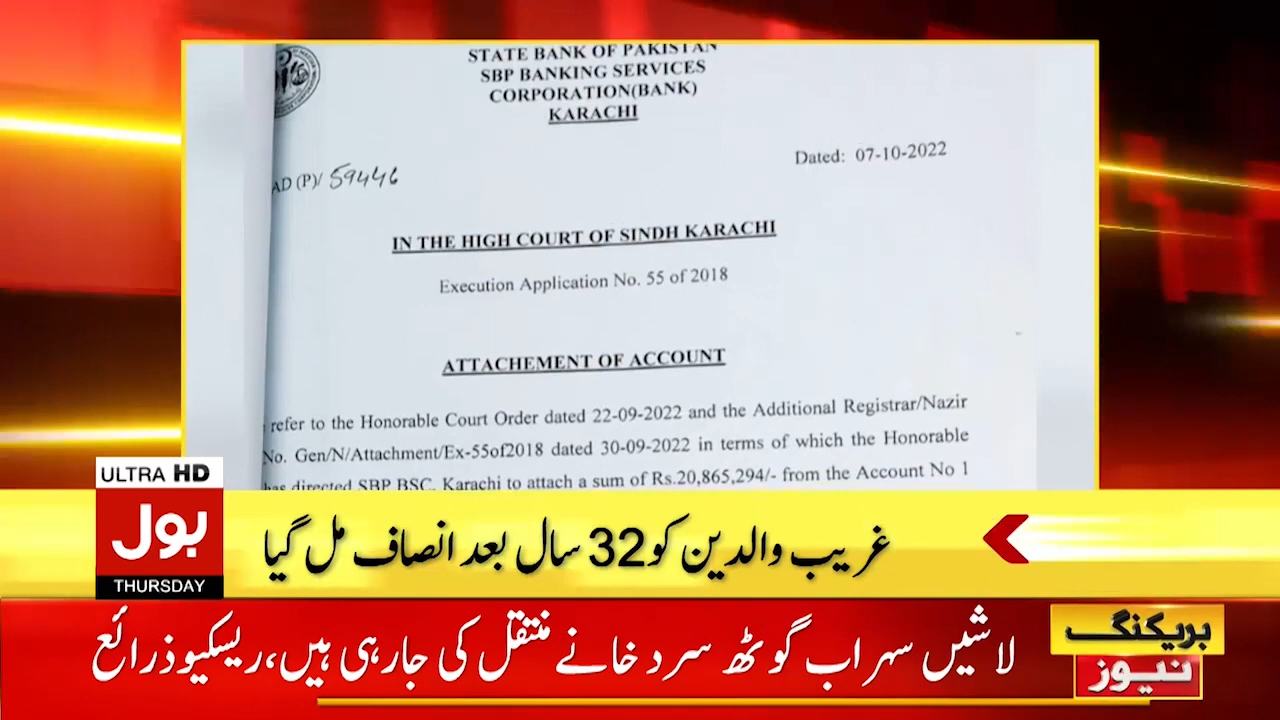 STATE BANK OF PAKISTAN
SBP BANKING SERVICES
CORPORATION(BANK)
KARACHI
Dated: 07-10-2022
AD (P)/ 59446
IN THE HIGH COURT OF SINDH KARACHI
Execution Application No. 55 of 2018
ATTACHEMENT OF ACCOUNT
refer to the Honorable Court Order dated 22-09-2022 and the Additional Registrar/Nazir
No. Gen/N/Attachment/Ex-55of2018 dated 30-09-2022 in terms of which the Honorable
has directed SBP BSC, Karachi to attach a sum of Rs.20,865,294/- from the Account No 1
ULTRA HD
بول
THURSDAY
غریب والدین کو 32 سال بعد انصاف مل گیا
بریکنگ
نیوز
لاشیں سہراب گوٹھ سرد خانے منتقل کی جارہی ہیں، ریسکیو ذرائع